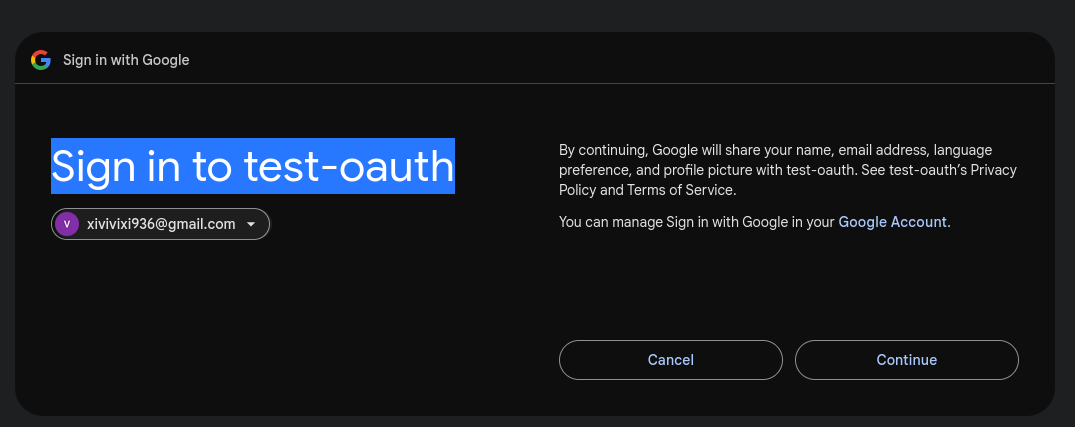 Sign in with Google
Sign in to test-oauth
V
xivivixi936@gmail.com
By continuing, Google will share your name, email address, language
preference, and profile picture with test-oauth. See test-oauth’s Privacy
Policy and Terms of Service.
You can manage Sign in with Google in your Google Account.
Cancel
Continue